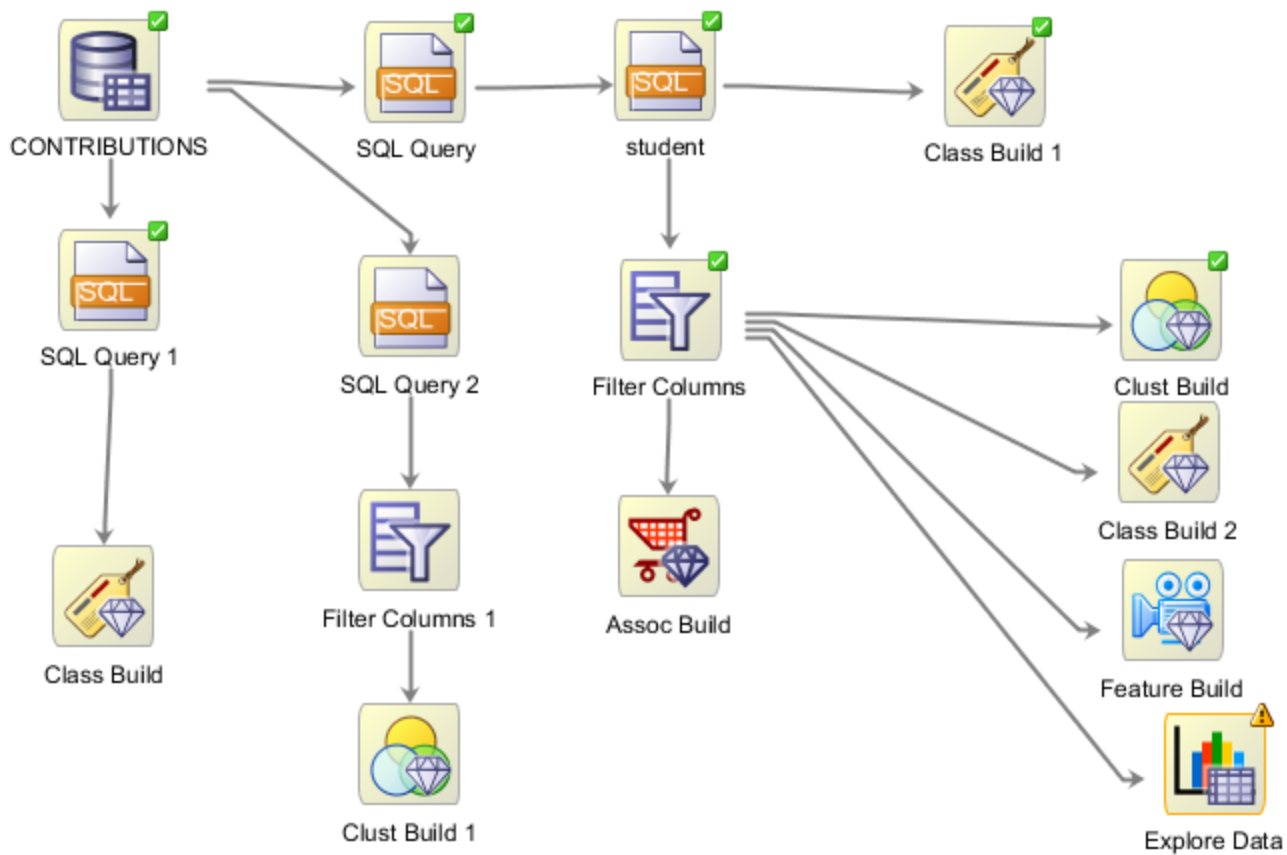 SQL
SQL
CONTRIBUTIONS
SQL Query
student
Class Build 1
SQL
SQL
SQL Query 1
SQL Query 2
Filter Columns
Clust Build
Class Build 2
Filter Columns 1
Assoc Build
Class Build
Feature Build
Clust Build 1
Explore Data